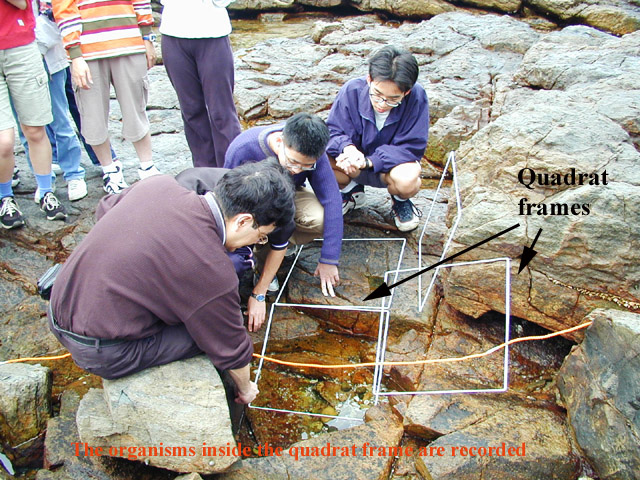 Quadrat
frames
The organisms inside the quadrat frame are recorded